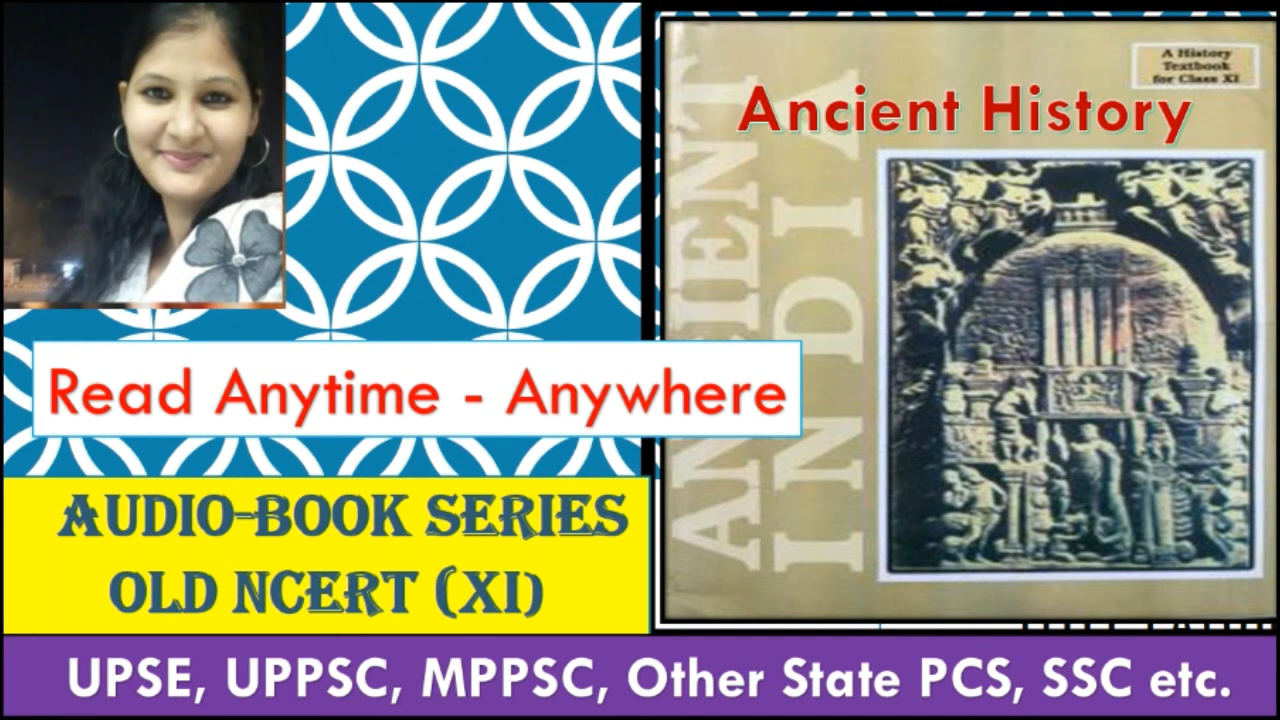 A History
Textbook
for Class XI
Ancient History
ANCIENT
INDIA
Read Anytime - Anywhere
AUDIO-BOOK SERIES
OLD NCERT (XI)
UPSE, UPPSC, MPPSC, Other State PCS, SSC etc.